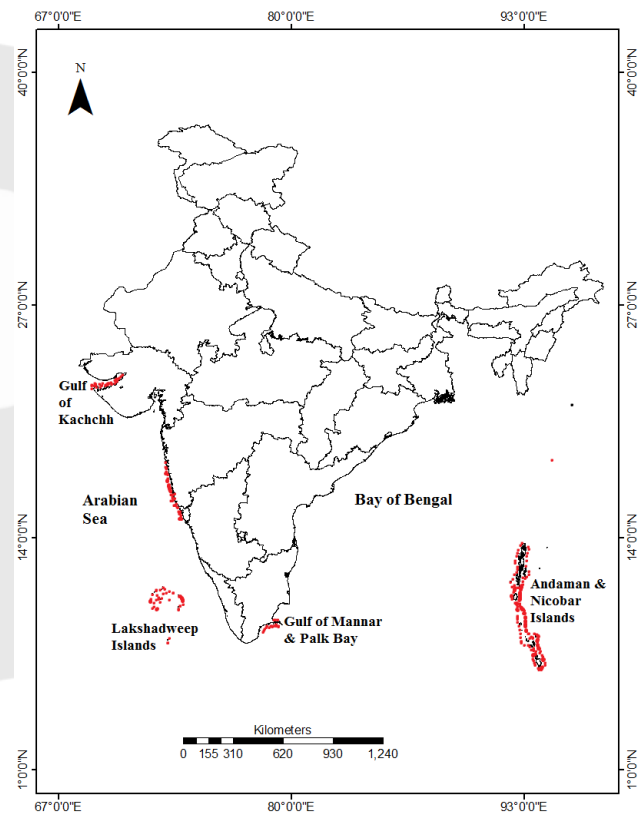 67°0'0"E 80°0'0"E 93°0'0"E
40°0'0"N
40°0'0"N
N
27°0'0"N
27°0'0"N
Gulf
of
Kachchh
Arabian
Sea
Bay of Bengal
14°0'0"N
14°0'0"N
Andaman &
Nicobar
Islands
Lakshadweep
Islands
Gulf of Mannar
& Palk Bay
Kilometers
0 155 310 620 930 1,240
1°0'0"N
1°0'0"N
67°0'0"E 80°0'0"E 93°0'0"E